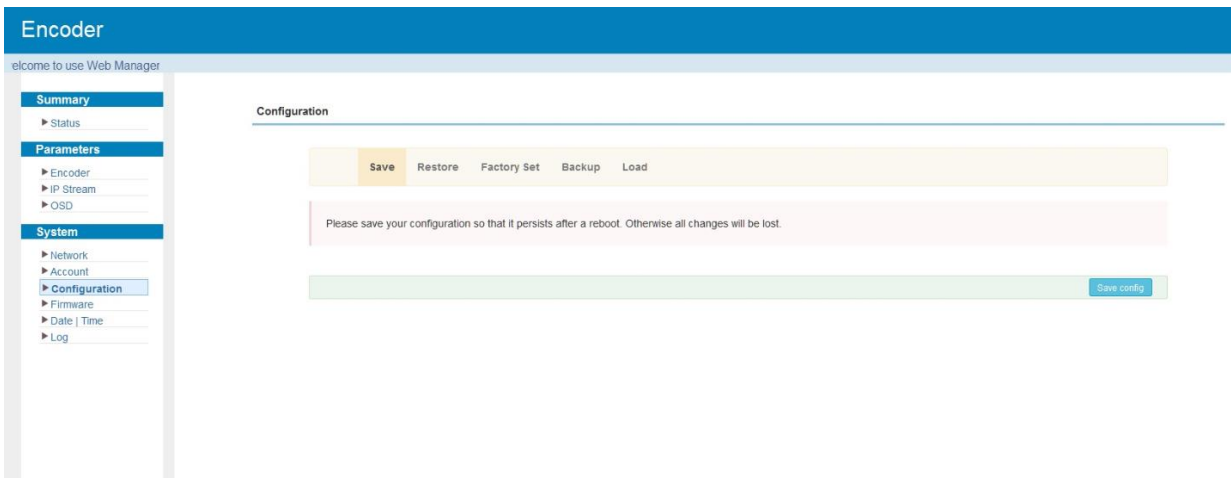 Encoder
elcome to use Web Manager
Summary
Status
Parameters
Encoder
IP Stream
OSD
System
Network
Account
Configuration
Firmware
Date | Time
Log
Configuration
Save Restore Factory Set Backup Load
Please save your configuration so that it persists after a reboot. Otherwise all changes will be lost.
Save config